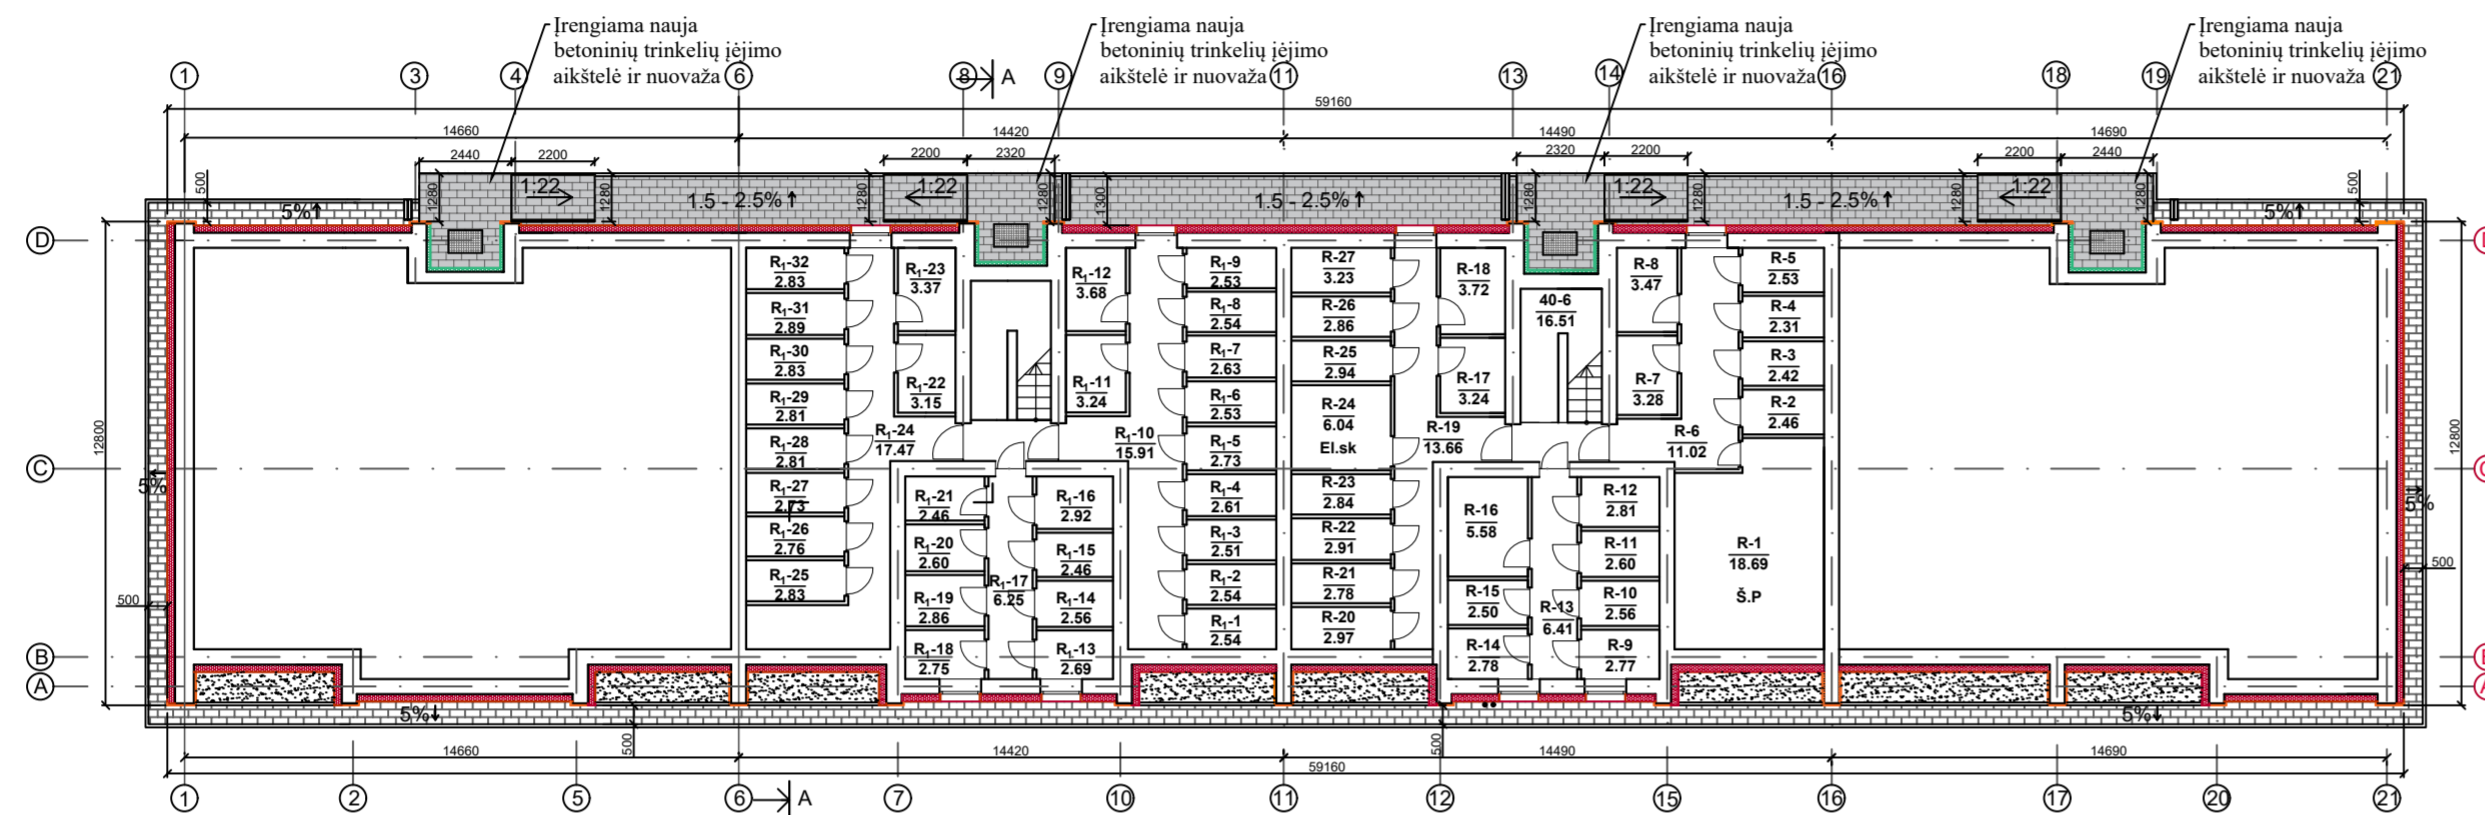 Įrengiama nauja
betoninių trinkelių įėjimo
aikštelė ir nuovaža
Įrengiama nauja
betoninių trinkelių įėjimo
aikštelė ir nuovaža
Įrengiama nauja
betoninių trinkelių įėjimo
aikštelė ir nuovaža
Įrengiama nauja
betoninių trinkelių įėjimo
aikštelė ir nuovaža
1 3 4 6 8 A 9 11 13 14 16 18 19 21
59160
14660 14420 14490 14690
2440 2200 2200 2320 2320 2200 2200 2440
500 1280 1:22 1280 1.5 - 2.5% 1280 1:22 1280 1300 1.5 - 2.5% 1280 1:22 1280 1.5 - 2.5% 1280 1:22 1280 500
5% 5%
D
R1-32
2.83
R1-31
2.89
R1-30
2.83
R1-29
2.81
R1-28
2.81
R1-27
2.73
R1-26
2.76
R1-25
2.83
R1-23
3.37
R1-22
3.15
R1-24
17.47
R1-21
2.46
R1-20
2.60
R1-19
2.86
R1-18
2.75
R1-17
6.25
R1-16
2.92
R1-15
2.46
R1-14
2.56
R1-13
2.69
R1-12
3.68
R1-11
3.24
R1-10
15.91
R1-9
2.53
R1-8
2.54
R1-7
2.63
R1-6
2.53
R1-5
2.73
R1-4
2.61
R1-3
2.51
R1-2
2.54
R1-1
2.54
R-27
3.23
R-26
2.86
R-25
2.94
R-24
6.04
El.sk
R-23
2.84
R-22
2.91
R-21
2.78
R-20
2.97
R-18
3.72
R-17
3.24
R-19
13.66
R-16
5.58
R-15
2.50
R-14
2.78
R-13
6.41
40-6
16.51
R-12
2.81
R-11
2.60
R-10
2.56
R-9
2.77
R-8
3.47
R-7
3.28
R-6
11.02
R-5
2.53
R-4
2.31
R-3
2.42
R-2
2.46
R-1
18.69
Š.P
12800 12800
C
5% 5%
500 500
B
A
5% 5%
500 500
14660 14420 14490 14690
59160
1 2 5 6 A 7 10 11 12 15 16 17 20 21